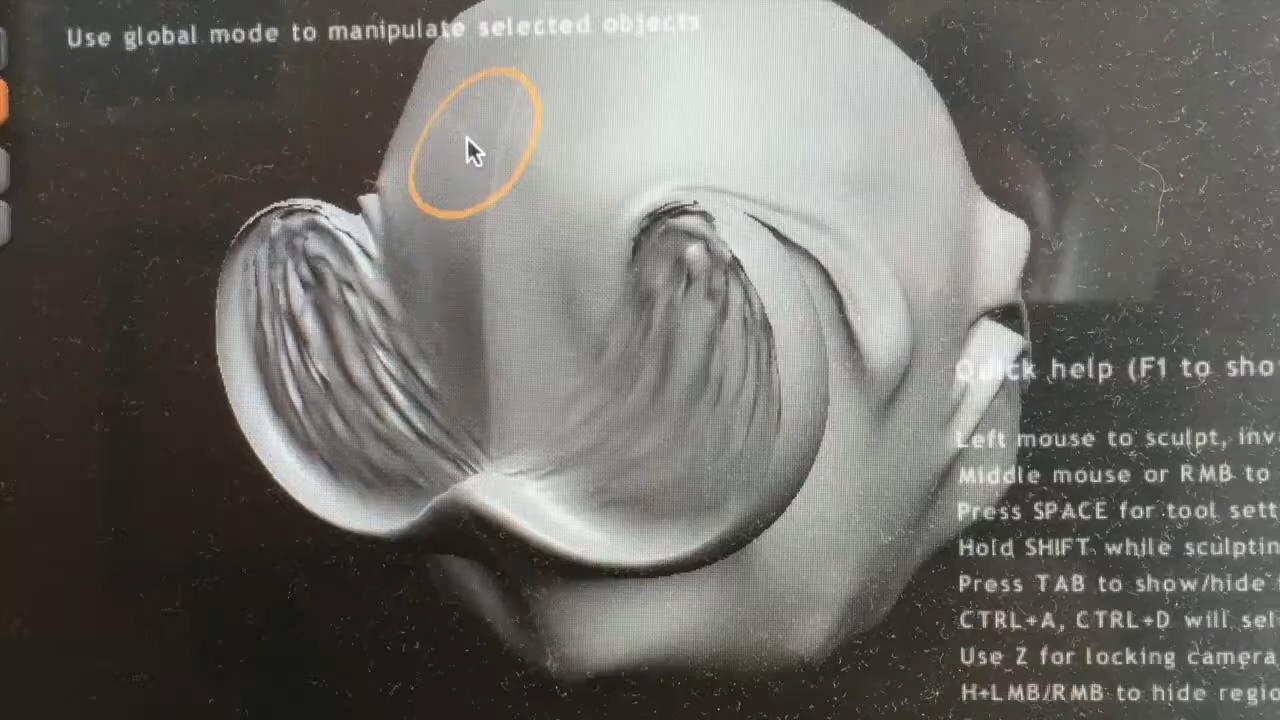 Use global mode to manipulate selected objects
Quick help (F1 to sho
Left mouse to sculpt, inv
Middle mouse or RMB to
Press SPACE for tool sett
Hold SHIFT while sculptin
Press TAB to show/hide
CTRL+A, CTRL+D will sel
Use Z for locking camera,
H+LMB/RMB to hide regio